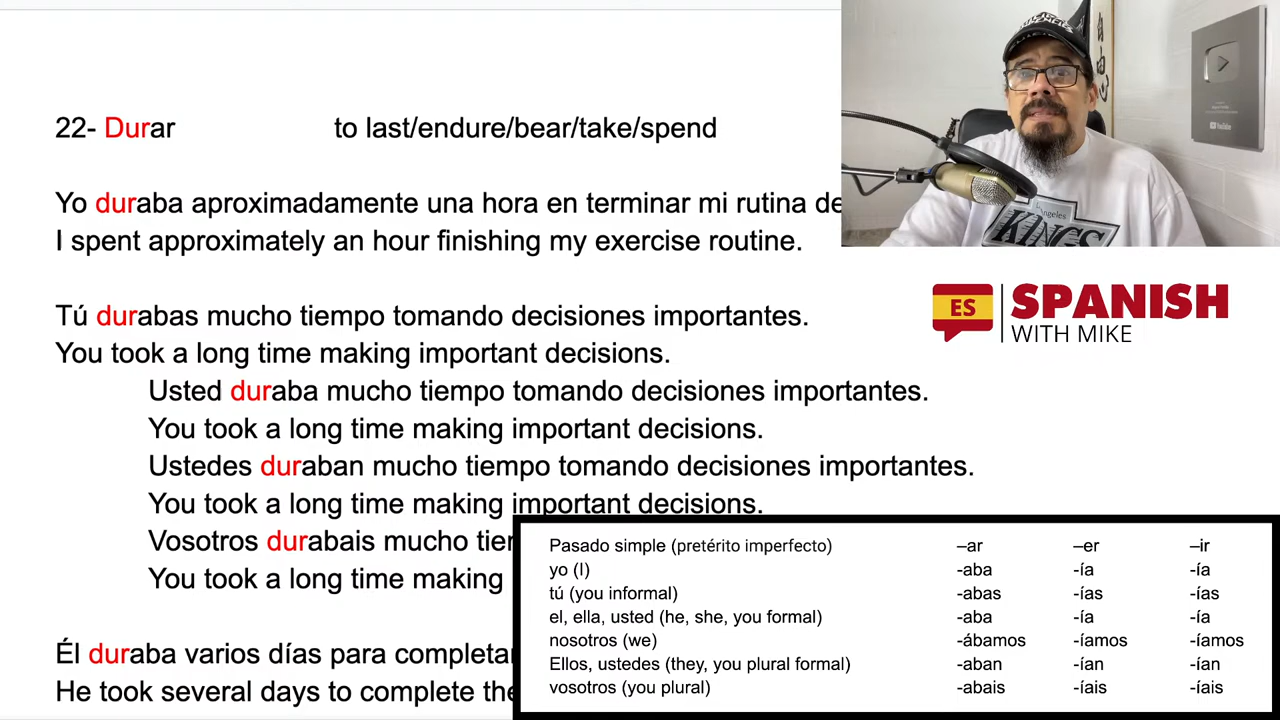 22- Durar to last/endure/bear/take/spend
Yo duraba aproximadamente una hora en terminar mi rutina de
I spent approximately an hour finishing my exercise routine.
Tú durabas mucho tiempo tomando decisiones importantes.
You took a long time making important decisions.
Usted duraba mucho tiempo tomando decisiones importantes.
You took a long time making important decisions.
Ustedes duraban mucho tiempo tomando decisiones importantes.
You took a long time making important decisions.
Vosotros durabais mucho
You took a long time making
Él duraba varios días para
He took several days to complete
自由心
YouTube
Angeles
KINGS
ES SPANISH
WITH MIKE
Pasado simple (pretérito imperfecto) –ar –er –ir
yo (I) -aba -ía -ía
tú (you informal) -abas -ías -ías
el, ella, usted (he, she, you formal) -aba -ía -ía
nosotros (we) -ábamos -íamos -íamos
Ellos, ustedes (they, you plural formal) -aban -ían -ían
vosotros (you plural) -abais -íais -íais